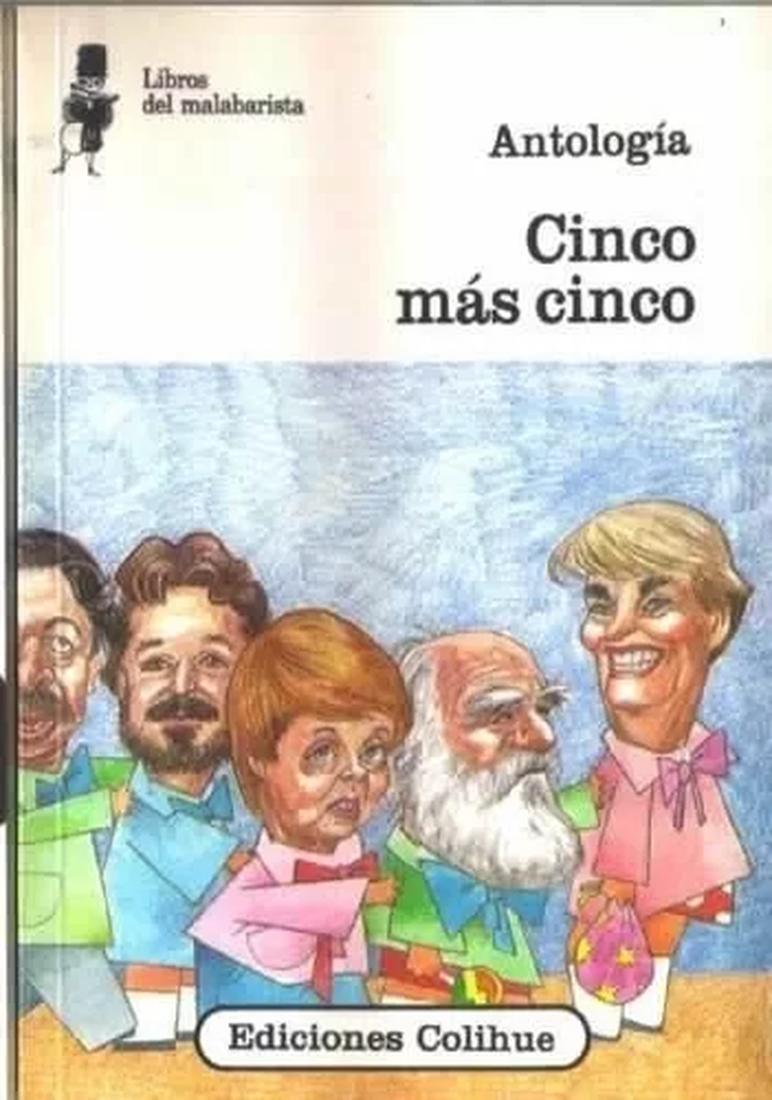 Libros
del malabarista
Antología
Cinco
más cinco
Ediciones Colihue